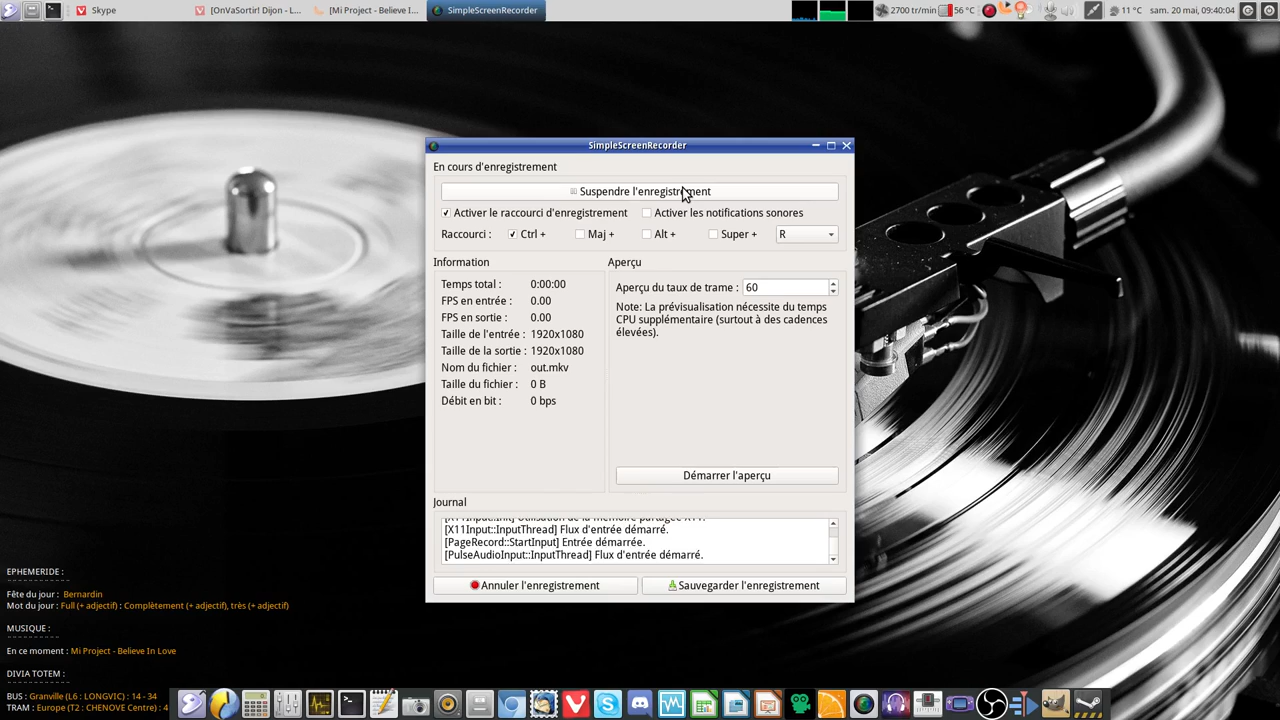 Skype
[OnVaSortir! Dijon - L...
[Mi Project - Believe I...
SimpleScreenRecorder
2700 tr/min
56 °C
11 °C
sam. 20 mai, 09:40:04
SimpleScreenRecorder
En cours d'enregistrement
Suspendre l'enregistrement
Activer le raccourci d'enregistrement
Activer les notifications sonores
Raccourci :
Ctrl +
Maj +
Alt +
Super +
R
Information
Temps total : 0:00:00
FPS en entrée : 0.00
FPS en sortie : 0.00
Taille de l'entrée : 1920x1080
Taille de la sortie : 1920x1080
Nom du fichier : out.mkv
Taille du fichier : 0 B
Débit en bit : 0 bps
Aperçu
Aperçu du taux de trame : 60
Note: La prévisualisation nécessite du temps
CPU supplémentaire (surtout à des cadences
élevées).
Démarrer l'aperçu
Journal
[X11Input::Init] Utilisation de la mémoire partagée X11.
[X11Input::InputThread] Flux d'entrée démarré.
[PageRecord::StartInput] Entrée démarrée.
[PulseAudioInput::InputThread] Flux d'entrée démarré.
Annuler l'enregistrement
Sauvegarder l'enregistrement
EPHEMERIDE :
Fête du jour : Bernardin
Mot du jour : Full (+ adjectif) : Complètement (+ adjectif), très (+ adjectif)
MUSIQUE :
En ce moment : Mi Project - Believe In Love
DIVIA TOTEM :
BUS : Granville (L6 : LONGVIC) : 14 - 34
TRAM : Europe (T2 : CHENOVE Centre) : 4